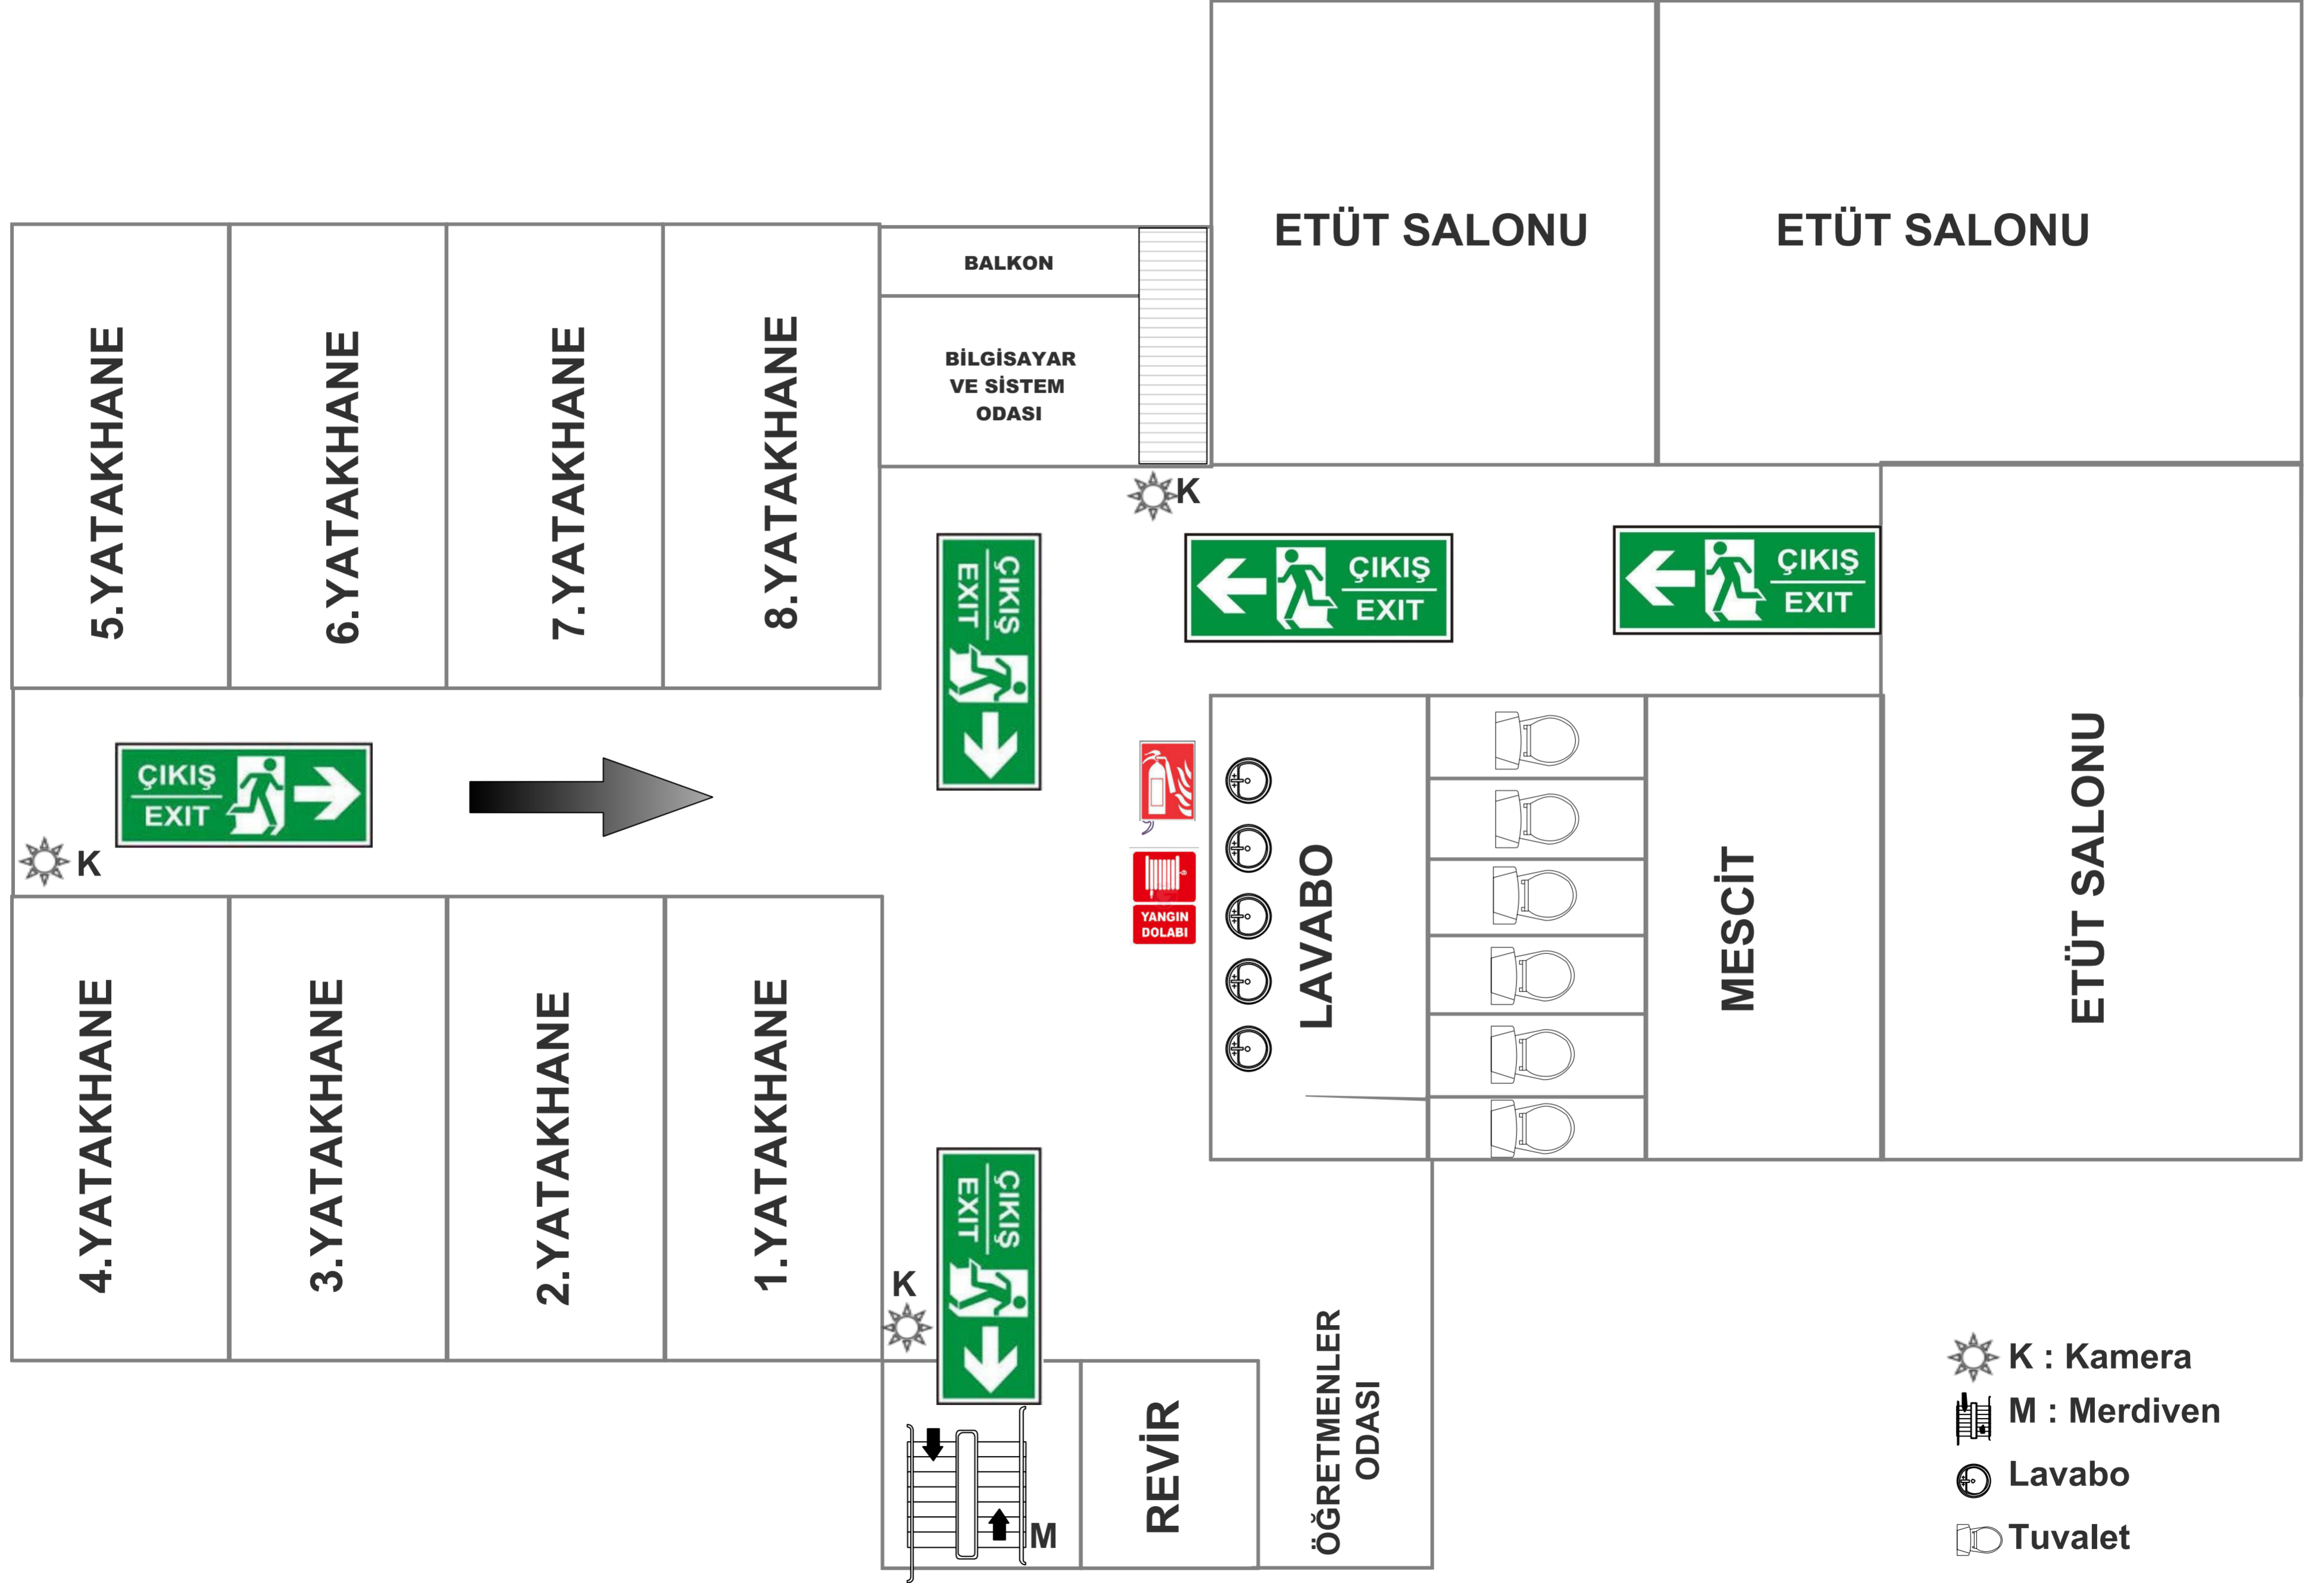 ETÜT SALONU
ETÜT SALONU
BALKON
BİLGİSAYAR
VE SİSTEM
ODASI
5.YATAKHANE
6.YATAKHANE
7.YATAKHANE
8.YATAKHANE
K
ÇIKIŞ
EXIT
ÇIKIŞ
EXIT
ÇIKIŞ
EXIT
ÇIKIŞ
EXIT
K
YANGIN
DOLABI
LAVABO
MESCİT
ETÜT SALONU
4.YATAKHANE
3.YATAKHANE
2.YATAKHANE
1.YATAKHANE
ÇIKIŞ
EXIT
K
M
REVİR
ÖĞRETMENLER
ODASI
K : Kamera
M : Merdiven
Lavabo
Tuvalet